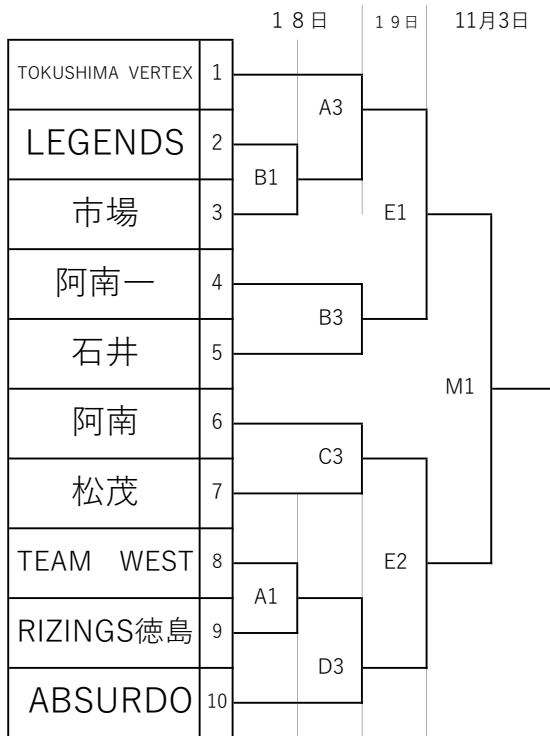 １８日 １９日 11月3日
TOKUSHIMA VERTEX 1
A3
LEGENDS 2
B1
市場 3
E1
阿南一 4
B3
石井 5
M1
阿南 6
C3
松茂 7
TEAM　WEST 8
E2
A1
RIZINGS徳島 9
D3
ABSURDO 10